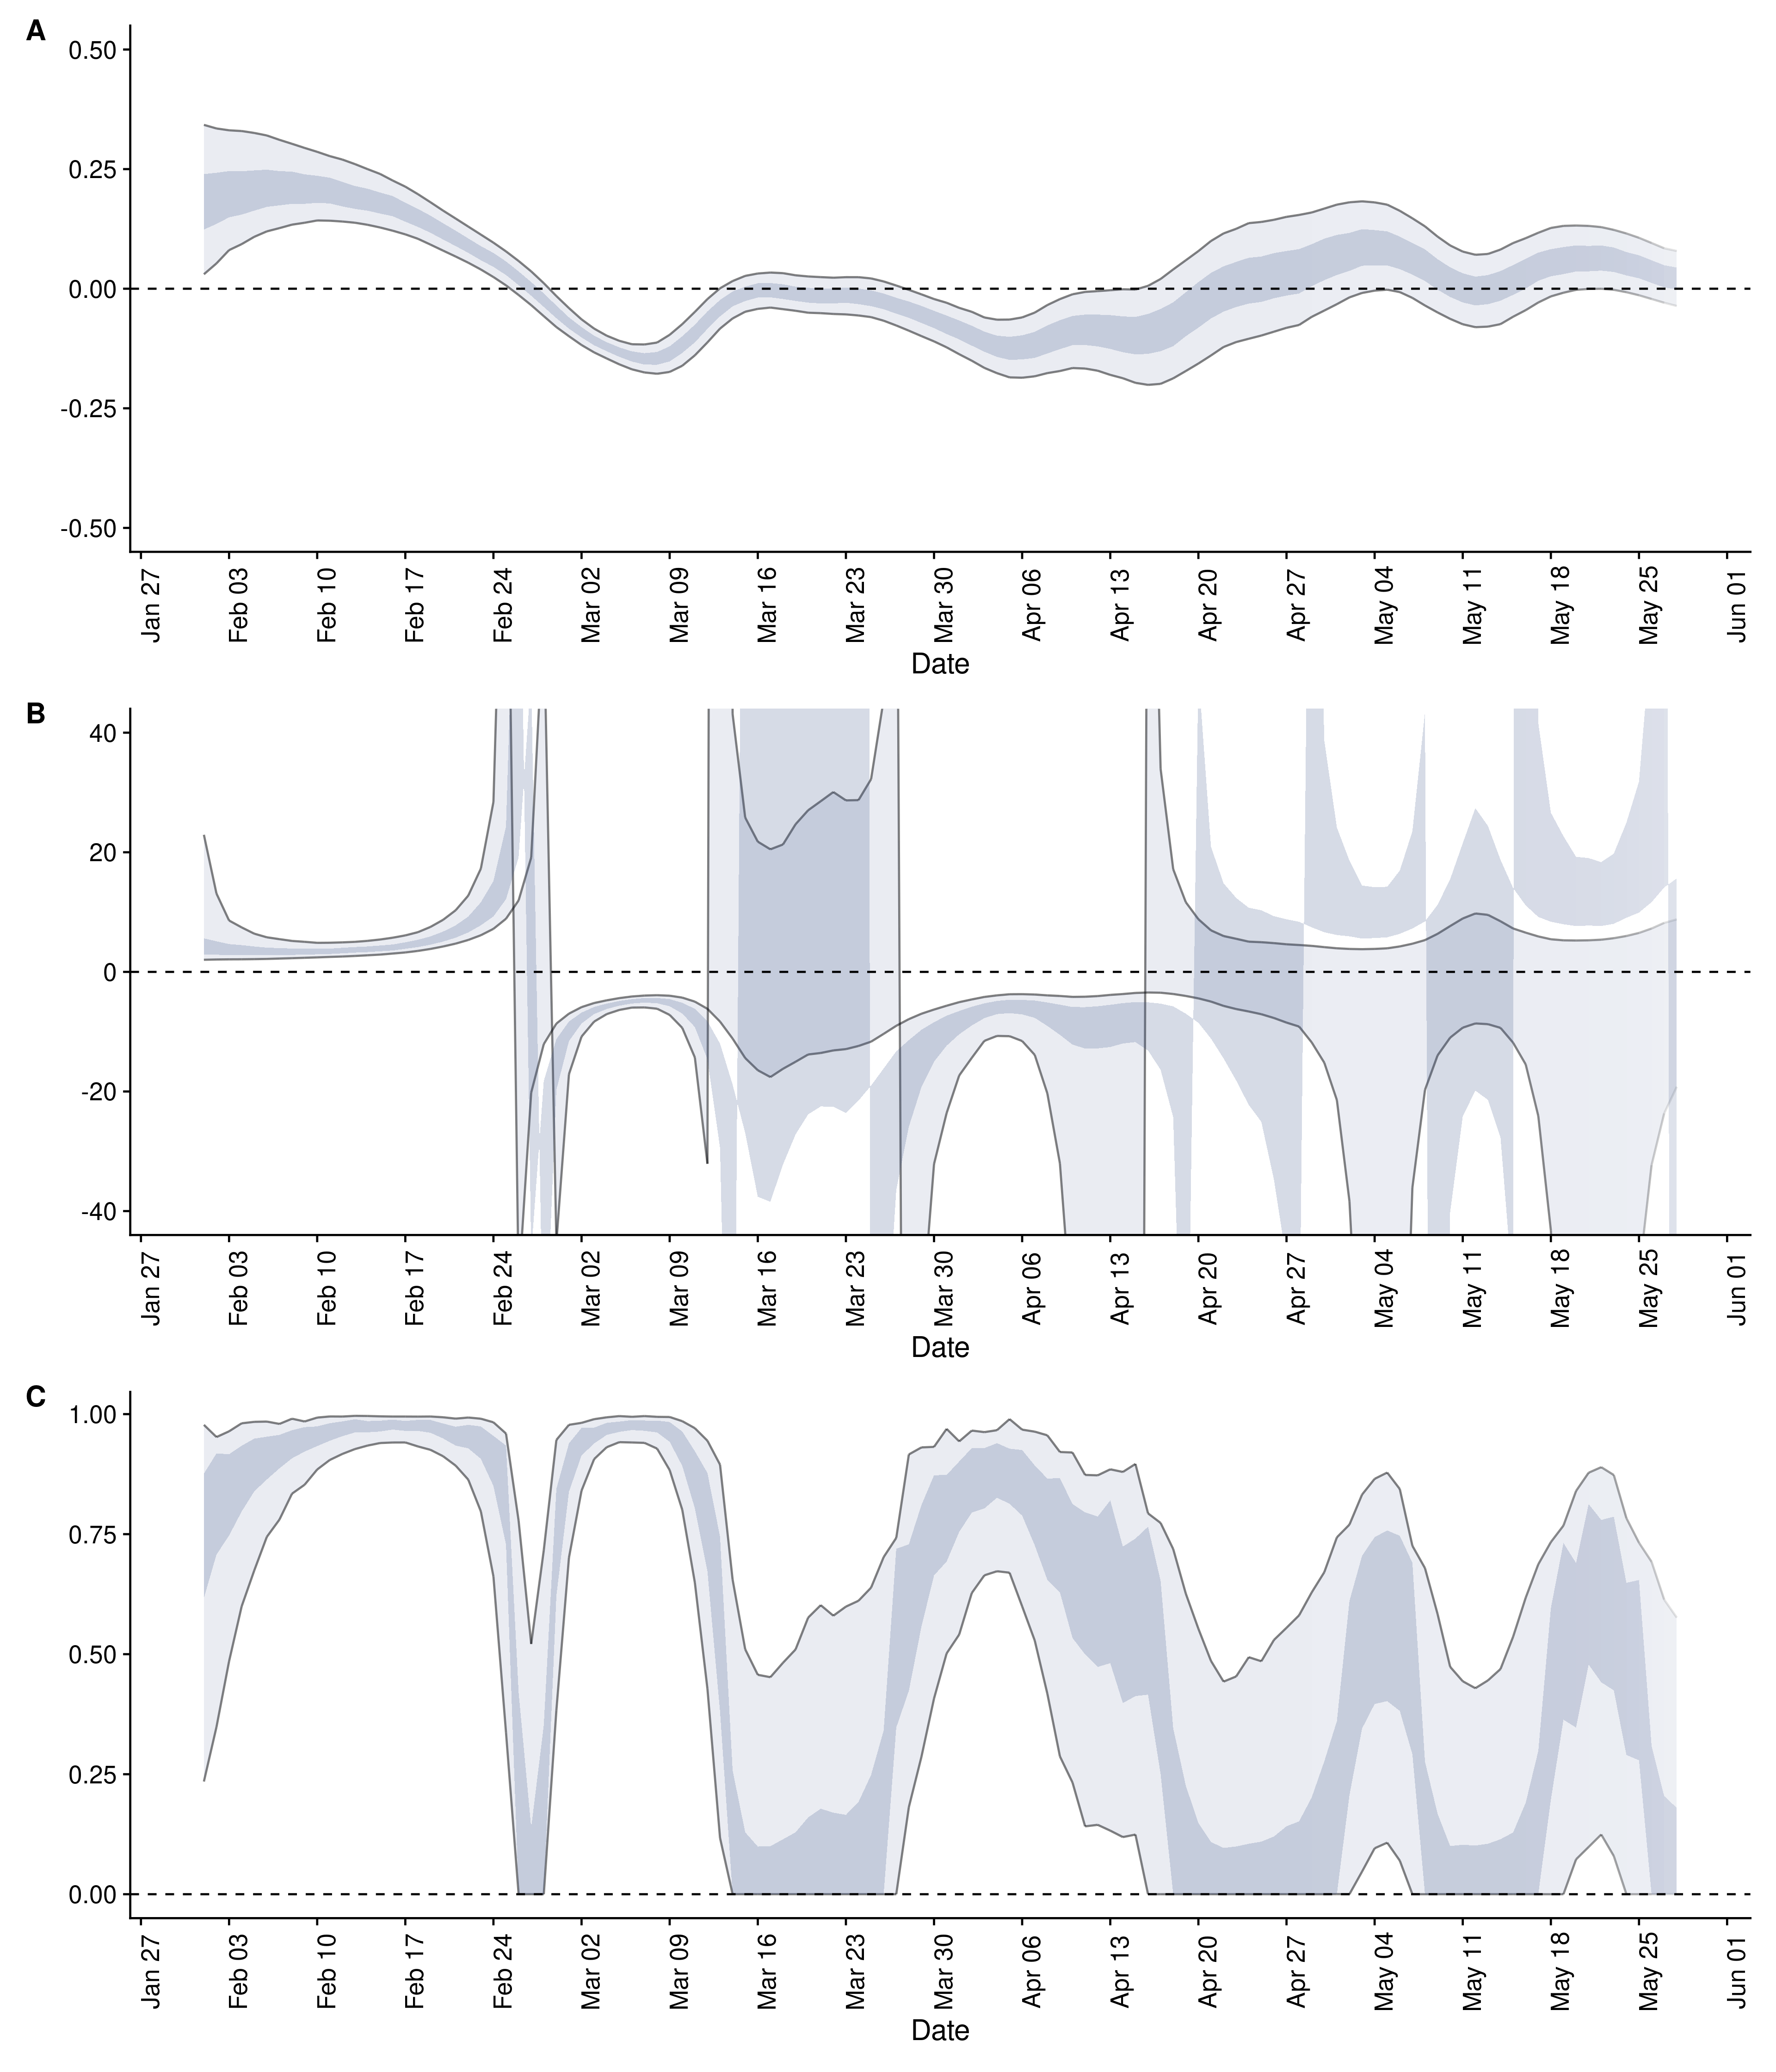 A
0.50
0.25
0.00
-0.25
-0.50
Jan 27
Feb 03
Feb 10
Feb 17
Feb 24
Mar 02
Mar 09
Mar 16
Mar 23
Mar 30
Apr 06
Apr 13
Apr 20
Apr 27
May 04
May 11
May 18
May 25
Jun 01
Date
B
40
20
0
-20
-40
Jan 27
Feb 03
Feb 10
Feb 17
Feb 24
Mar 02
Mar 09
Mar 16
Mar 23
Mar 30
Apr 06
Apr 13
Apr 20
Apr 27
May 04
May 11
May 18
May 25
Jun 01
Date
C
1.00
0.75
0.50
0.25
0.00
Jan 27
Feb 03
Feb 10
Feb 17
Feb 24
Mar 02
Mar 09
Mar 16
Mar 23
Mar 30
Apr 06
Apr 13
Apr 20
Apr 27
May 04
May 11
May 18
May 25
Jun 01
Date